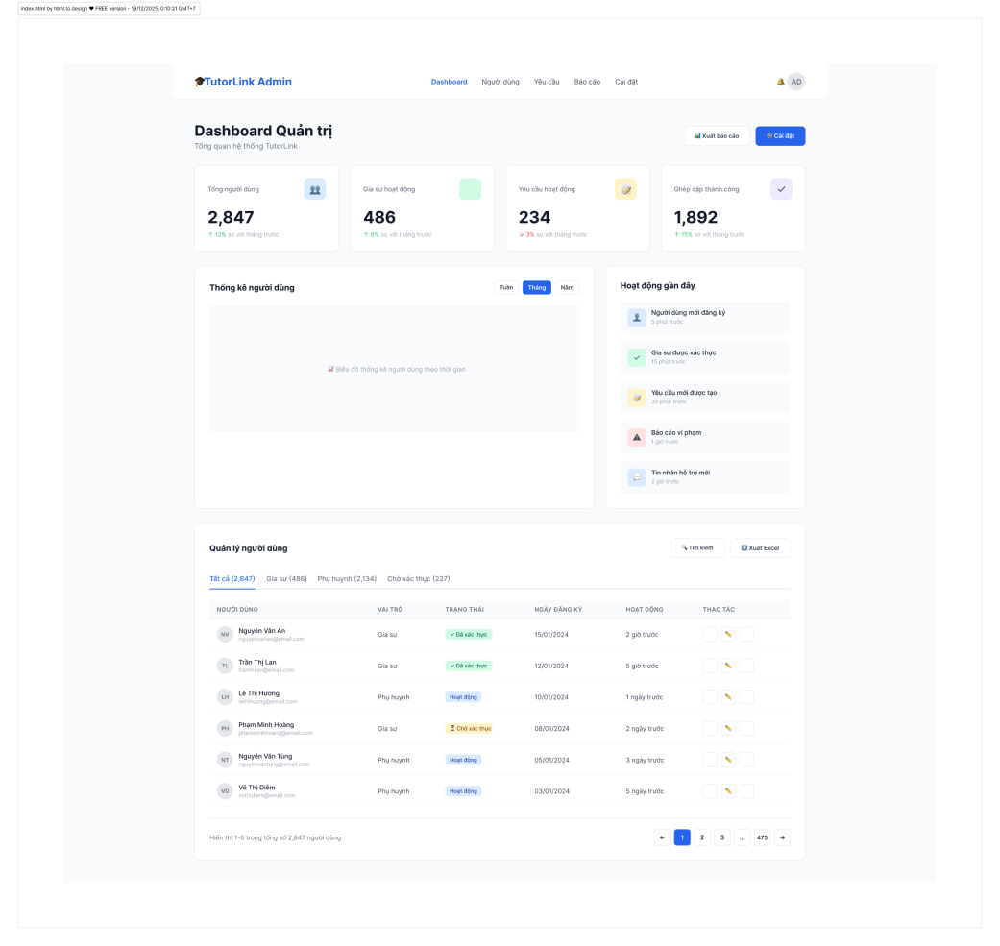 index.html by html.to.design ❤ FREE version - 19/12/2025, 0:10:21 GMT+7
🎓TutorLink Admin
Dashboard Người dùng Yêu cầu Báo cáo Cài đặt
🔔 AD
Dashboard Quản trị
Tổng quan hệ thống TutorLink
📊 Xuất báo cáo
⚙️ Cài đặt
Tổng người dùng
2,847
↑ 12% so với tháng trước
Gia sư hoạt động
486
↑ 8% so với tháng trước
Yêu cầu hoạt động
234
↓ 3% so với tháng trước
Ghép cặp thành công
✓
1,892
↑ 15% so với tháng trước
Thống kê người dùng
Tuần Tháng Năm
📈 Biểu đồ thống kê người dùng theo thời gian
Hoạt động gần đây
Người dùng mới đăng ký
5 phút trước
✓
Gia sư được xác thực
15 phút trước
Yêu cầu mới được tạo
30 phút trước
Báo cáo vi phạm
1 giờ trước
Tin nhắn hỗ trợ mới
2 giờ trước
Quản lý người dùng
🔍 Tìm kiếm
⬇️ Xuất Excel
Tất cả (2,847) Gia sư (486) Phụ huynh (2,134) Chờ xác thực (227)
NGƯỜI DÙNG VAI TRÒ TRẠNG THÁI NGÀY ĐĂNG KÝ HOẠT ĐỘNG THAO TÁC
NV Nguyễn Văn An Gia sư ✓ Đã xác thực 15/01/2024 2 giờ trước ✏️
nguyenvanan@email.com
TL Trần Thị Lan Gia sư ✓ Đã xác thực 12/01/2024 5 giờ trước ✏️
tranthilan@email.com
LH Lê Thị Hương Phụ huynh Hoạt động 10/01/2024 1 ngày trước ✏️
lethihuong@email.com
PH Phạm Minh Hoàng Gia sư ⏳ Chờ xác thực 08/01/2024 2 ngày trước ✏️
phamminhhoang@email.com
NT Nguyễn Văn Tùng Phụ huynh Hoạt động 05/01/2024 3 ngày trước ✏️
nguyenvantung@email.com
VD Võ Thị Diễm Phụ huynh Hoạt động 03/01/2024 5 ngày trước ✏️
vothidiem@email.com
Hiển thị 1-6 trong tổng số 2,847 người dùng
← 1 2 3 ... 475 →